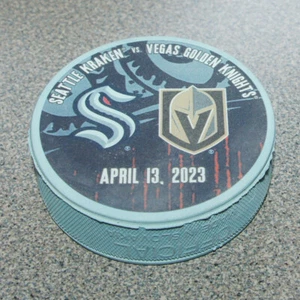 SEATTLE KRAKEN vs. VEGAS GOLDEN KNIGHTS
APRIL 13, 2023